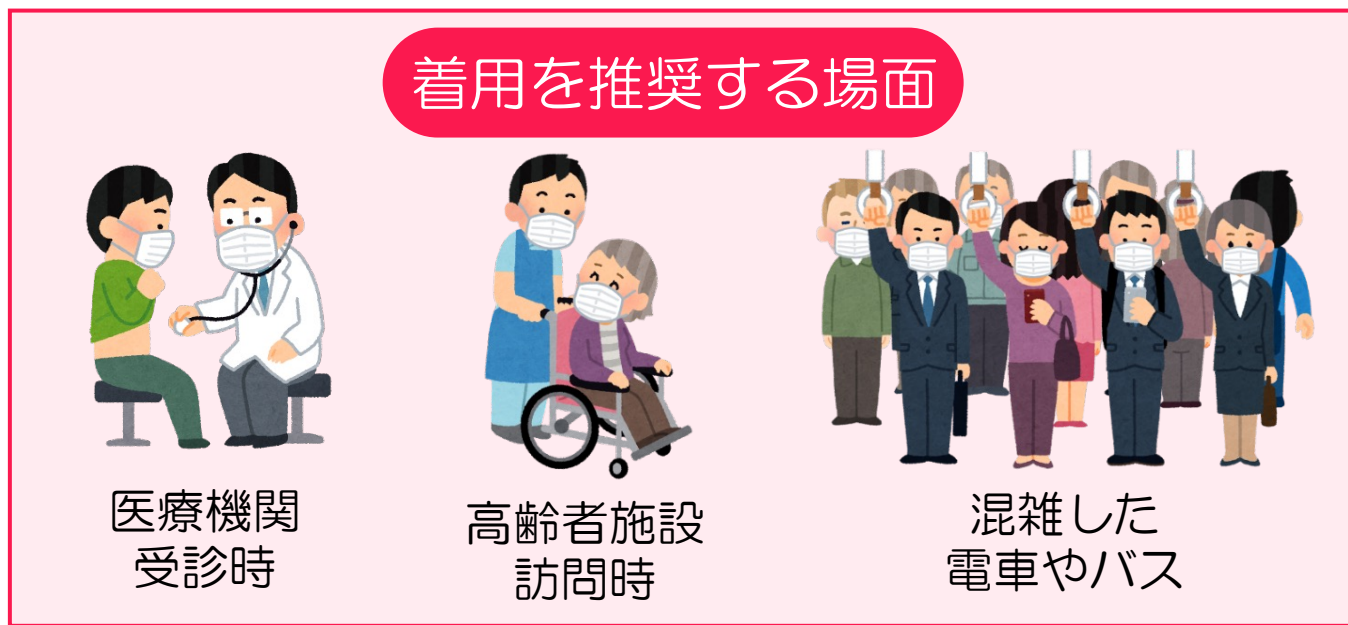 着用を推奨する場面
医療機関
受診時
高齢者施設
訪問時
混雑した
電車やバス